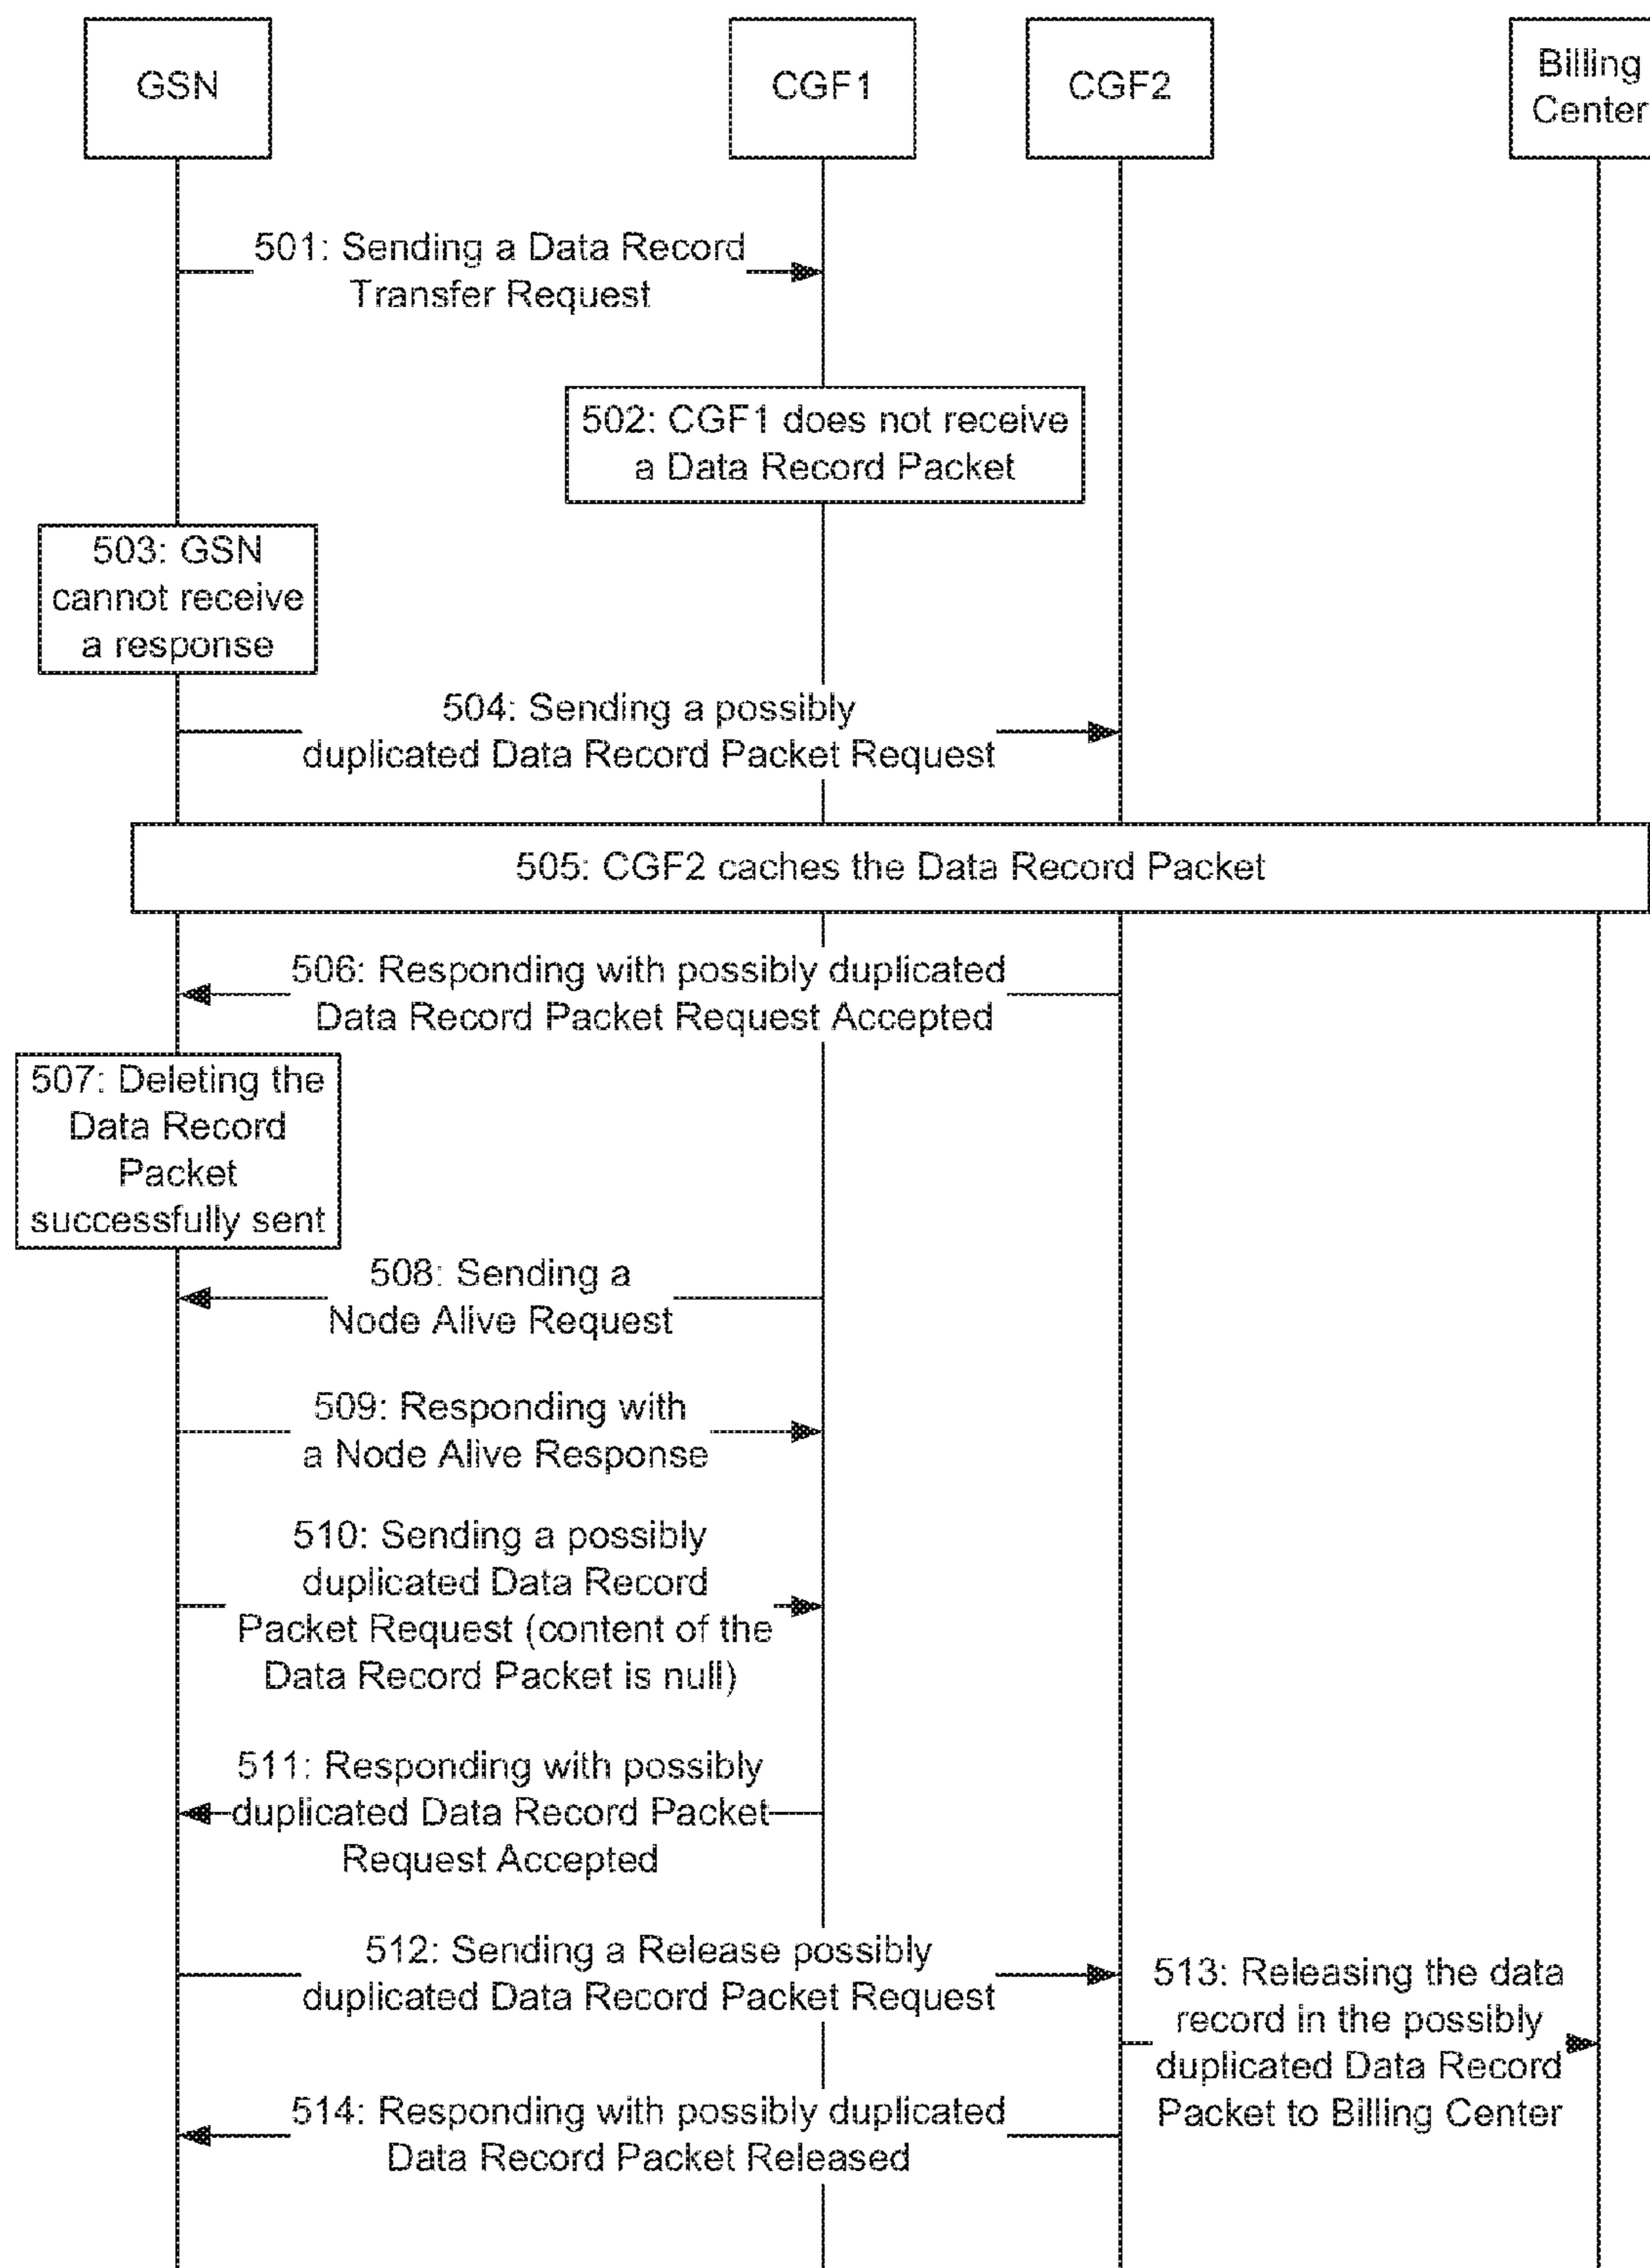 GSN
CGF1
CGF2
Billing
Center
501: Sending a Data Record
Transfer Request
502: CGF1 does not receive
a Data Record Packet
503: GSN
cannot receive
a response
504: Sending a possibly
duplicated Data Record Packet Request
505: CGF2 caches the Data Record Packet
506: Responding with possibly duplicated
Data Record Packet Request Accepted
507: Deleting the
Data Record
Packet
successfully sent
508: Sending a
Node Alive Request
509: Responding with
a Node Alive Response
510: Sending a possibly
duplicated Data Record
Packet Request (content of the
Data Record Packet is null)
511: Responding with possibly
duplicated Data Record Packet
Request Accepted
512: Sending a Release possibly
duplicated Data Record Packet Request
513: Releasing the data
record in the possibly
duplicated Data Record
Packet to Billing Center
514: Responding with possibly duplicated
Data Record Packet Released